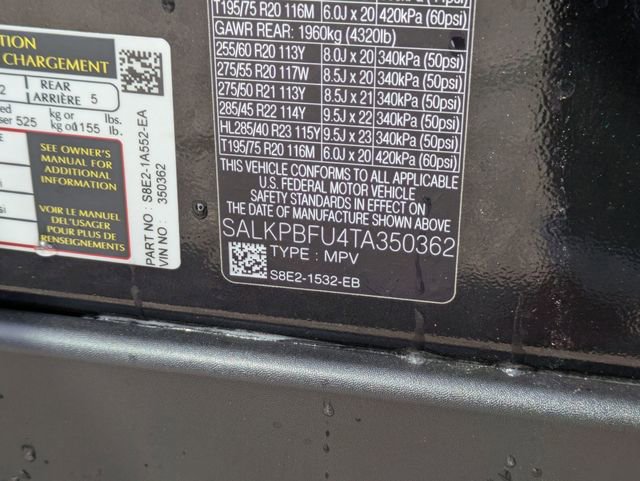 T195/75 R20 116M 6.0J x 20 420kPa (60psi)
GAWR REAR: 1960kg (4320lb)
255/60 R20 113Y 8.0J x 20 340kPa (50psi)
275/55 R20 117W 8.5J x 20 340kPa (50psi)
275/50 R21 113Y 8.5J x 21 340kPa (50psi)
285/45 R22 114Y 9.5J x 22 340kPa (50psi)
HL285/40 R23 115Y 9.5J x 23 340kPa (50psi)
T195/75 R20 116M 6.0J x 20 420kPa (60psi)
THIS VEHICLE CONFORMS TO ALL APPLICABLE
U.S. FEDERAL MOTOR VEHICLE
SAFETY STANDARDS IN EFFECT ON
THE DATE OF MANUFACTURE SHOWN ABOVE
SALKPBFU4TA350362
TYPE : MPV
S8E2-1532-EB
CHARGEMENT
2 REAR
ARRIÈRE 5
kg or lbs.
525 kg ou 1155 lb.
SEE OWNER'S
MANUAL FOR
ADDITIONAL
INFORMATION
VOIR LE MANUEL
DEL'USAGER
POUR PLUS DE
RENSEIGNEMENTS
PART NO : S8E2-1A552-EA
VIN NO : 350362